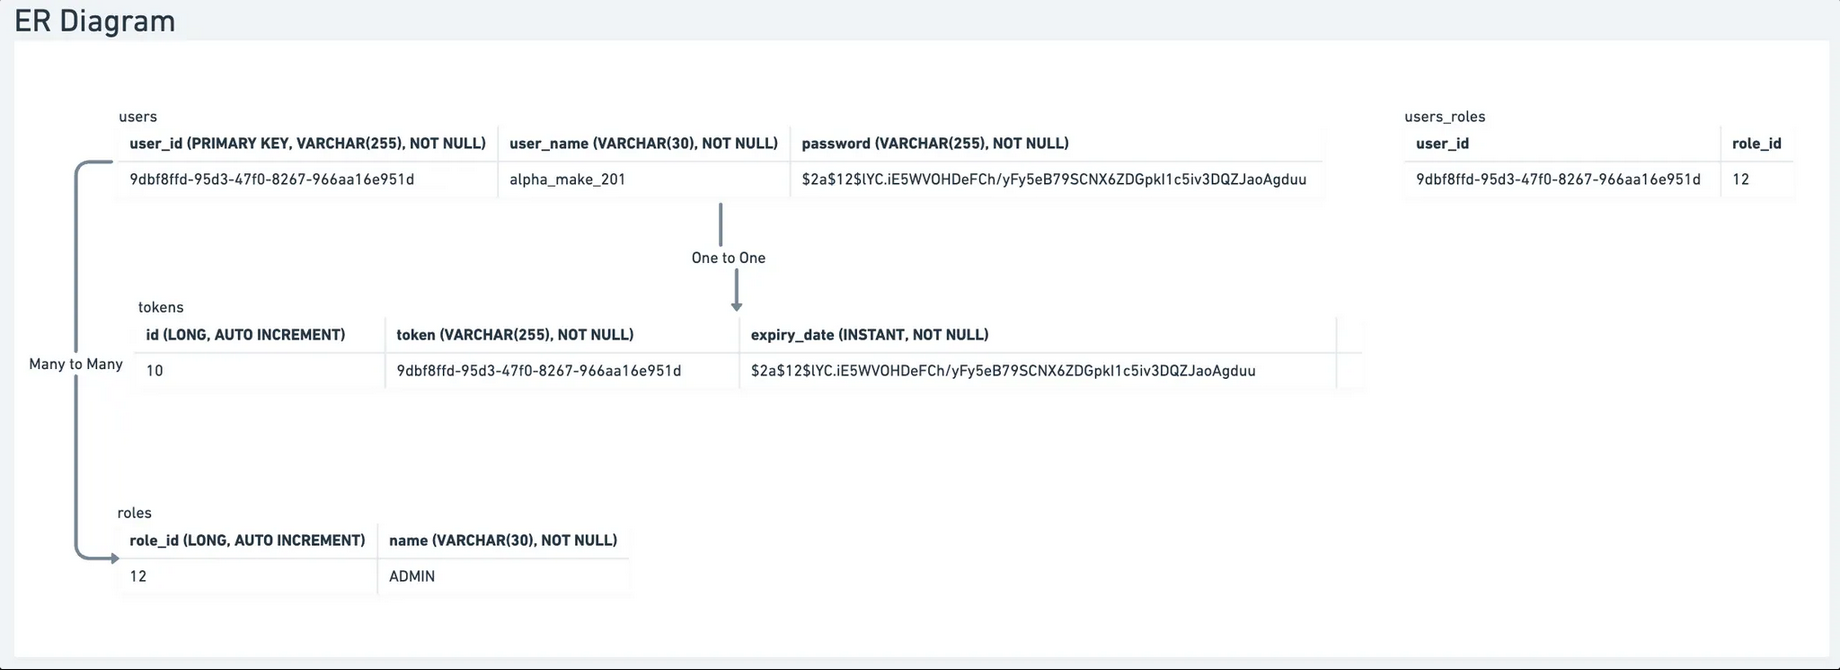 ER Diagram
users
user_id (PRIMARY KEY, VARCHAR(255), NOT NULL) user_name (VARCHAR(30), NOT NULL) password (VARCHAR(255), NOT NULL)
9dbf8ffd-95d3-47f0-8267-966aa16e951d alpha_make_201 $2a$12$lYC.iE5WVOHDeFCh/yFy5eB79SCNX6ZDGpkI1c5iv3DQZJaoAgduu
users_roles
user_id role_id
9dbf8ffd-95d3-47f0-8267-966aa16e951d 12
One to One
tokens
id (LONG, AUTO INCREMENT) token (VARCHAR(255), NOT NULL) expiry_date (INSTANT, NOT NULL)
10 9dbf8ffd-95d3-47f0-8267-966aa16e951d $2a$12$lYC.iE5WVOHDeFCh/yFy5eB79SCNX6ZDGpkI1c5iv3DQZJaoAgduu
Many to Many
roles
role_id (LONG, AUTO INCREMENT) name (VARCHAR(30), NOT NULL)
12 ADMIN